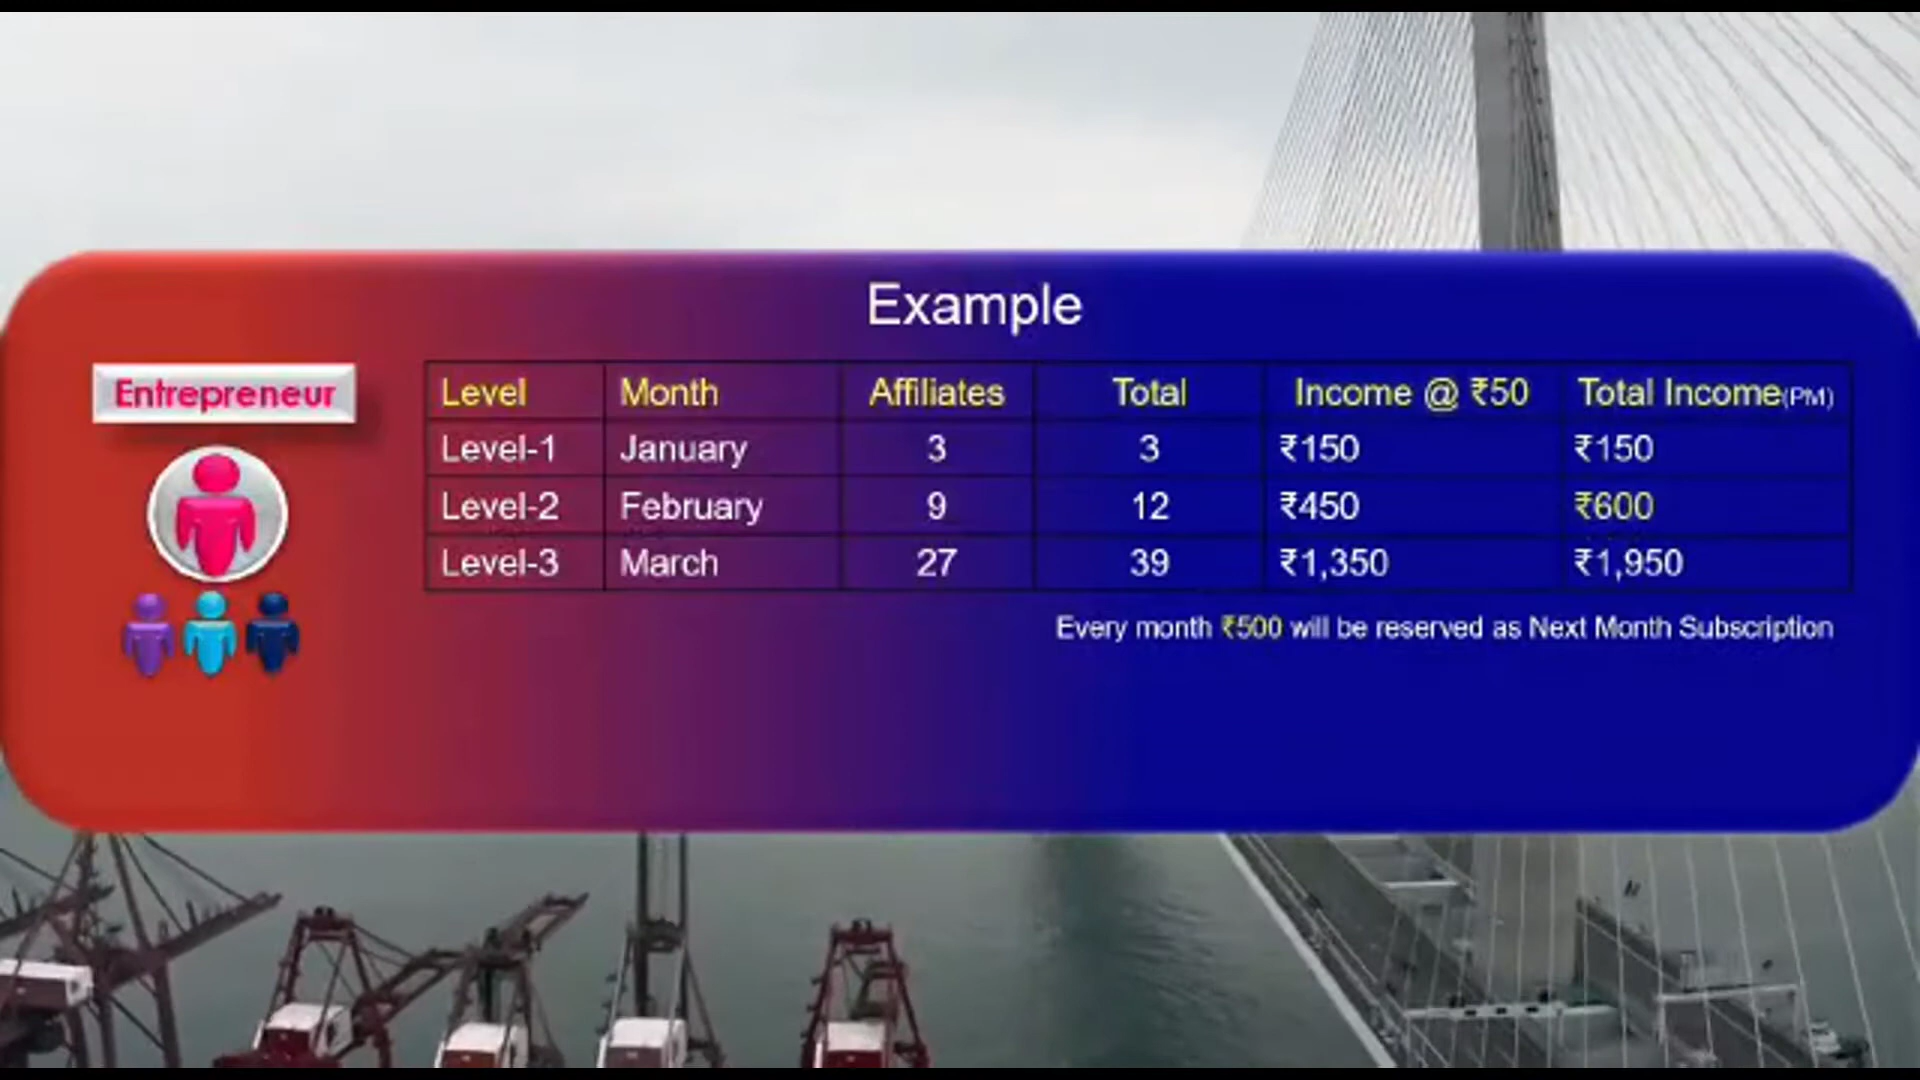 Example
Entrepreneur
Level Month Affiliates Total Income @ ₹50 Total Income(PM)
Level-1 January 3 3 ₹150 ₹150
Level-2 February 9 12 ₹450 ₹600
Level-3 March 27 39 ₹1,350 ₹1,950
Every month ₹500 will be reserved as Next Month Subscription